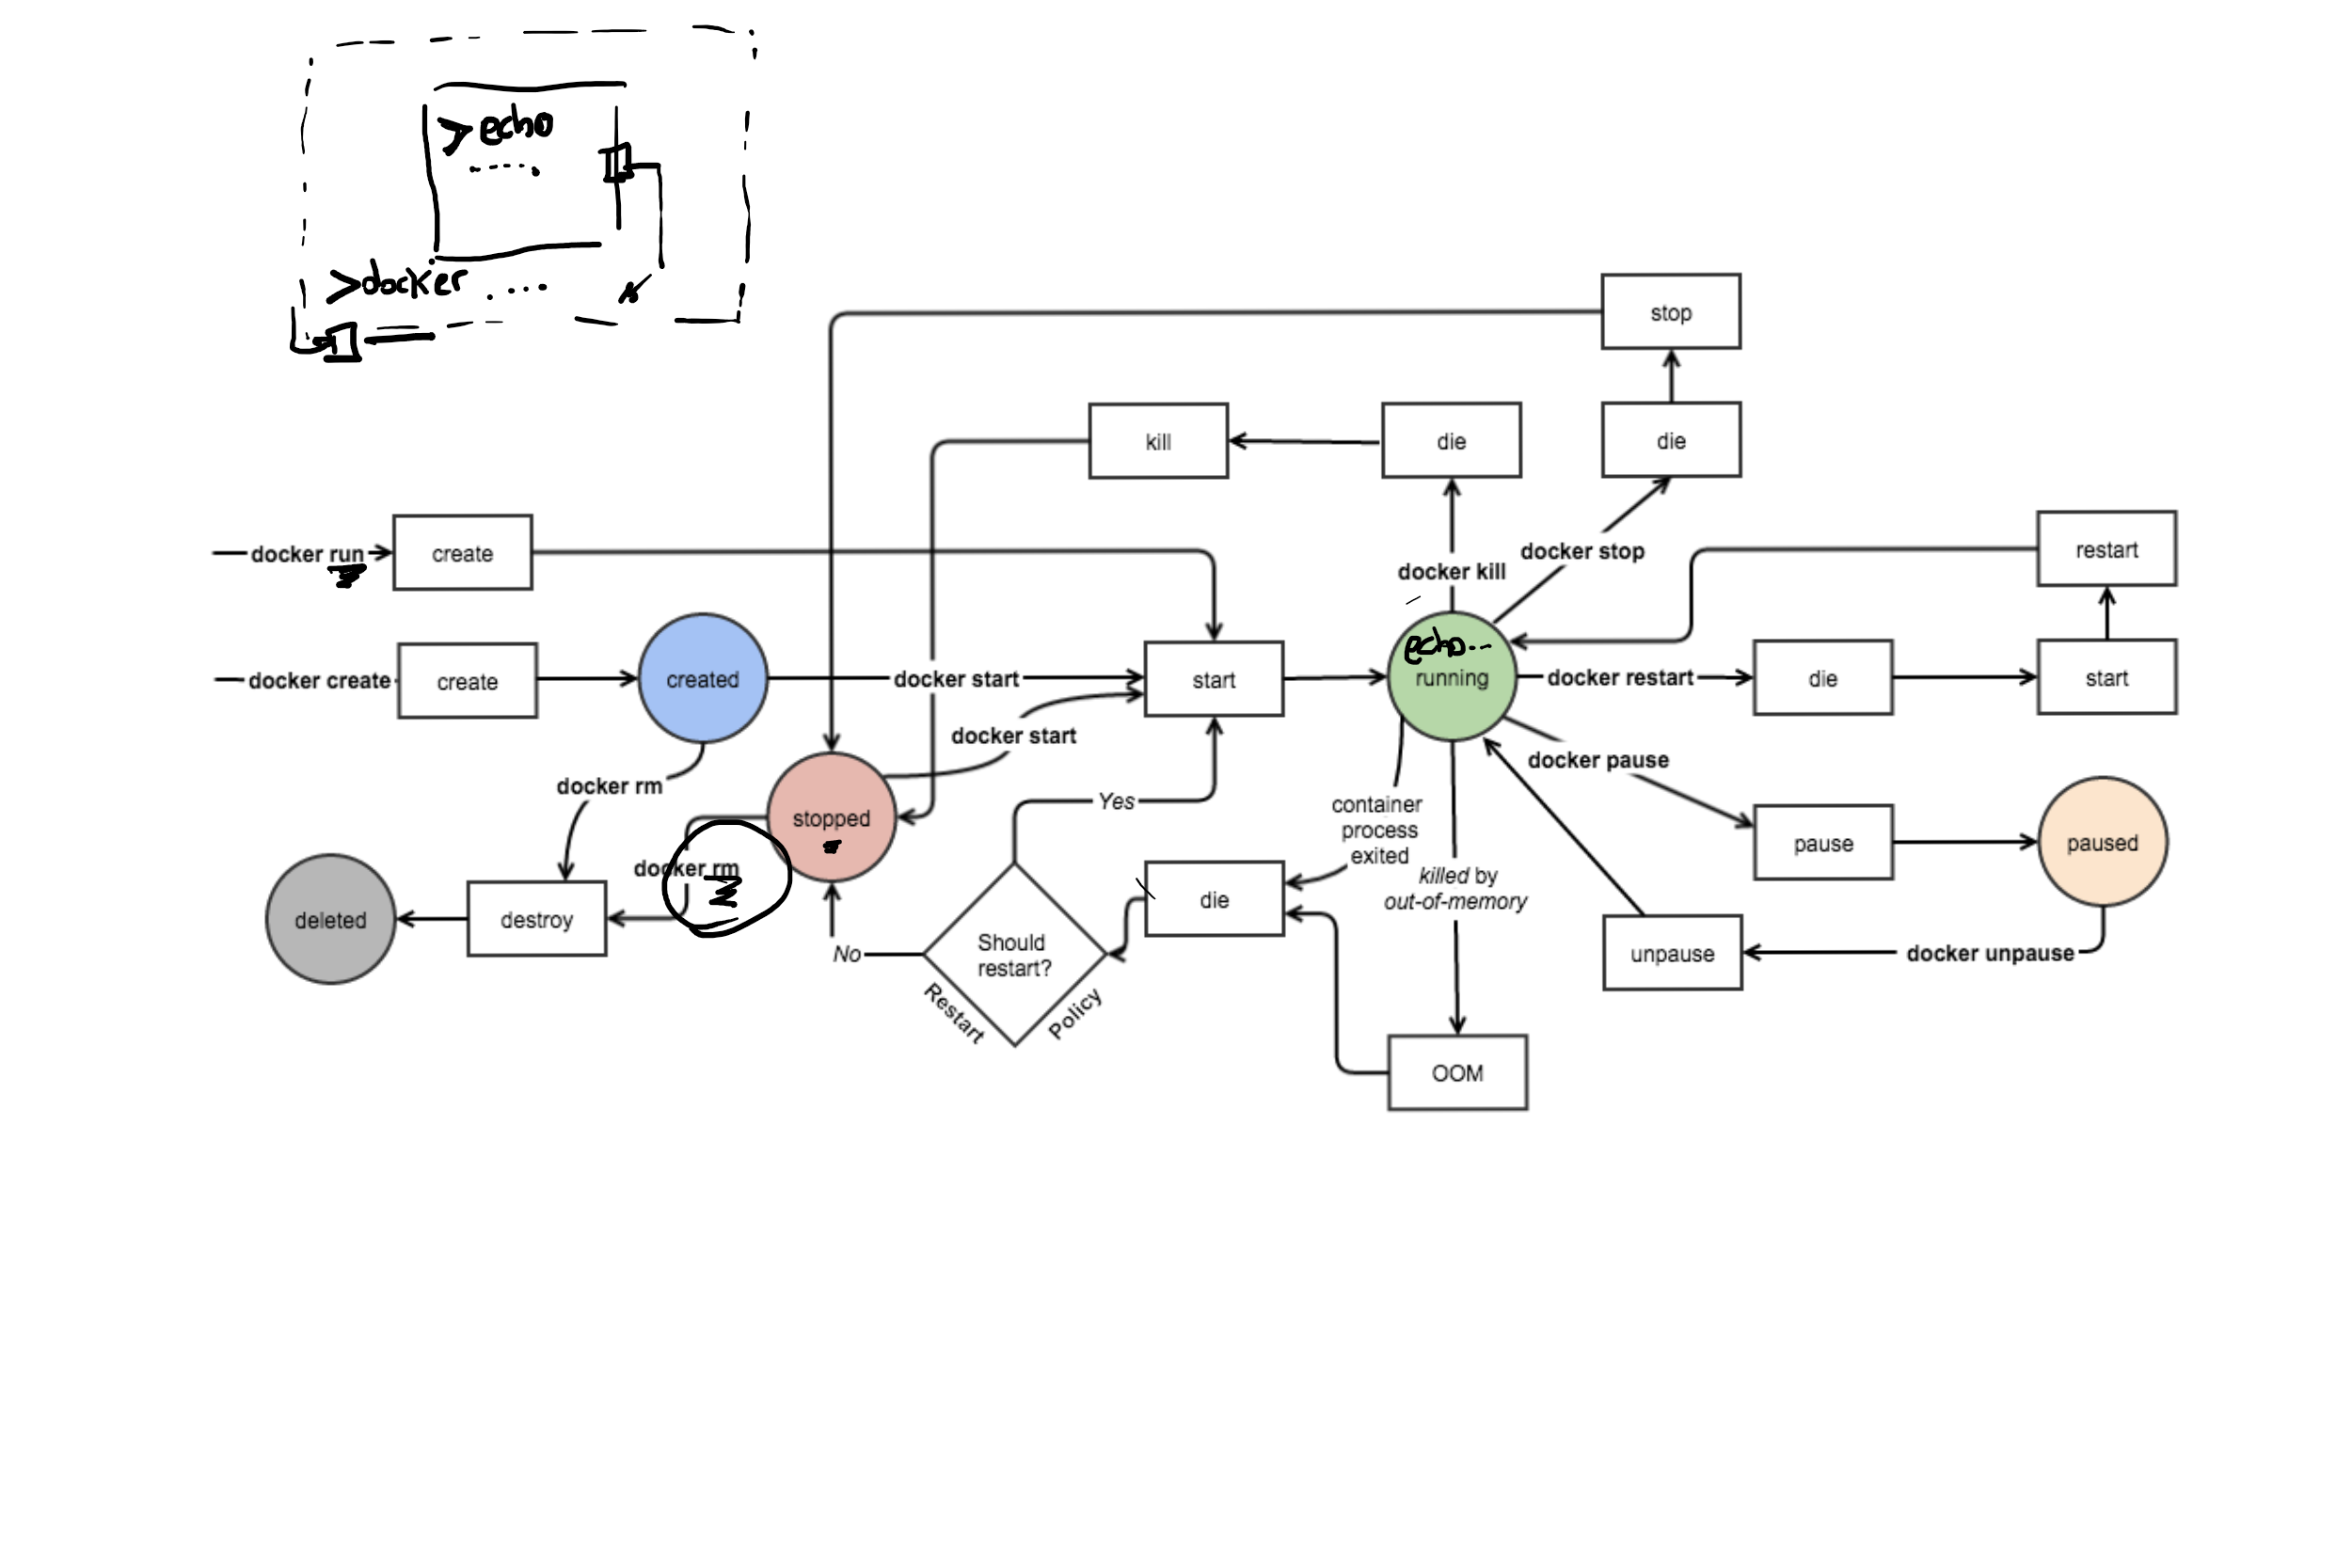 >echo
.......
>docker ....
stop
kill
die
die
docker run
create
docker kill
docker stop
restart
docker create
create
created
docker start
start
echo...
running
docker restart
die
start
docker start
docker pause
docker rm
stopped
Yes
container
process
exited
pause
paused
docker rm
killed by
out-of-memory
deleted
destroy
die
No
Should
restart?
Restart
Policy
unpause
docker unpause
OOM